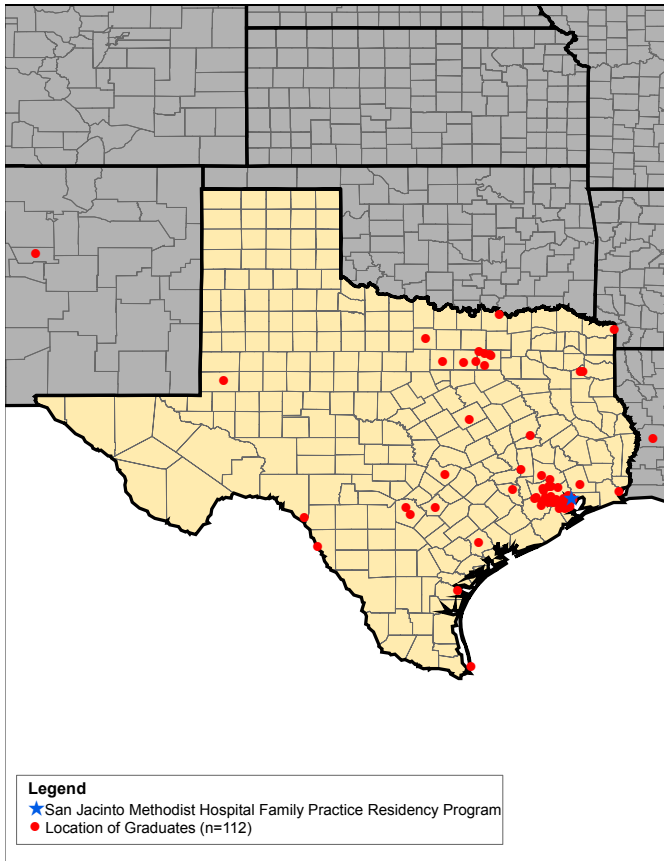 Legend
San Jacinto Methodist Hospital Family Practice Residency Program
Location of Graduates (n=112)